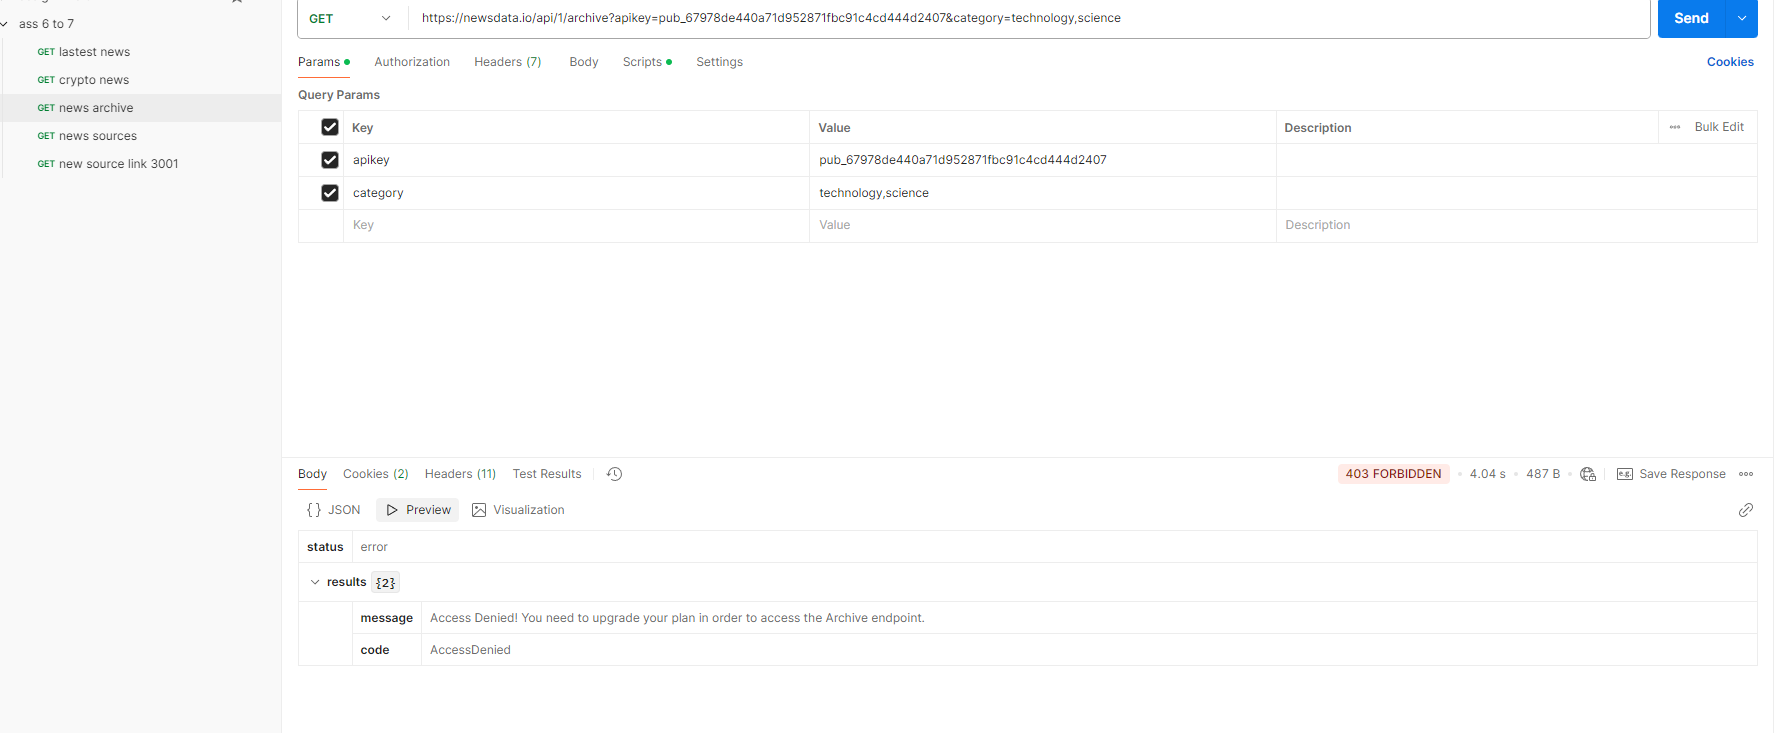 ass 6 to 7
GET lastest news
GET crypto news
GET news archive
GET news sources
GET new source link 3001
GET https://newsdata.io/api/1/archive?apikey=pub_67978de440a71d952871fbc91c4cd444d2407&category=technology,science Send
Params Authorization Headers (7) Body Scripts Settings Cookies
Query Params
Key Value Description Bulk Edit
apikey pub_67978de440a71d952871fbc91c4cd444d2407
category technology,science
Key Value Description
Body Cookies (2) Headers (11) Test Results 403 FORBIDDEN 4.04 s 487 B e.g. Save Response
{} JSON Preview Visualization
status error
results {2}
message Access Denied! You need to upgrade your plan in order to access the Archive endpoint.
code AccessDenied